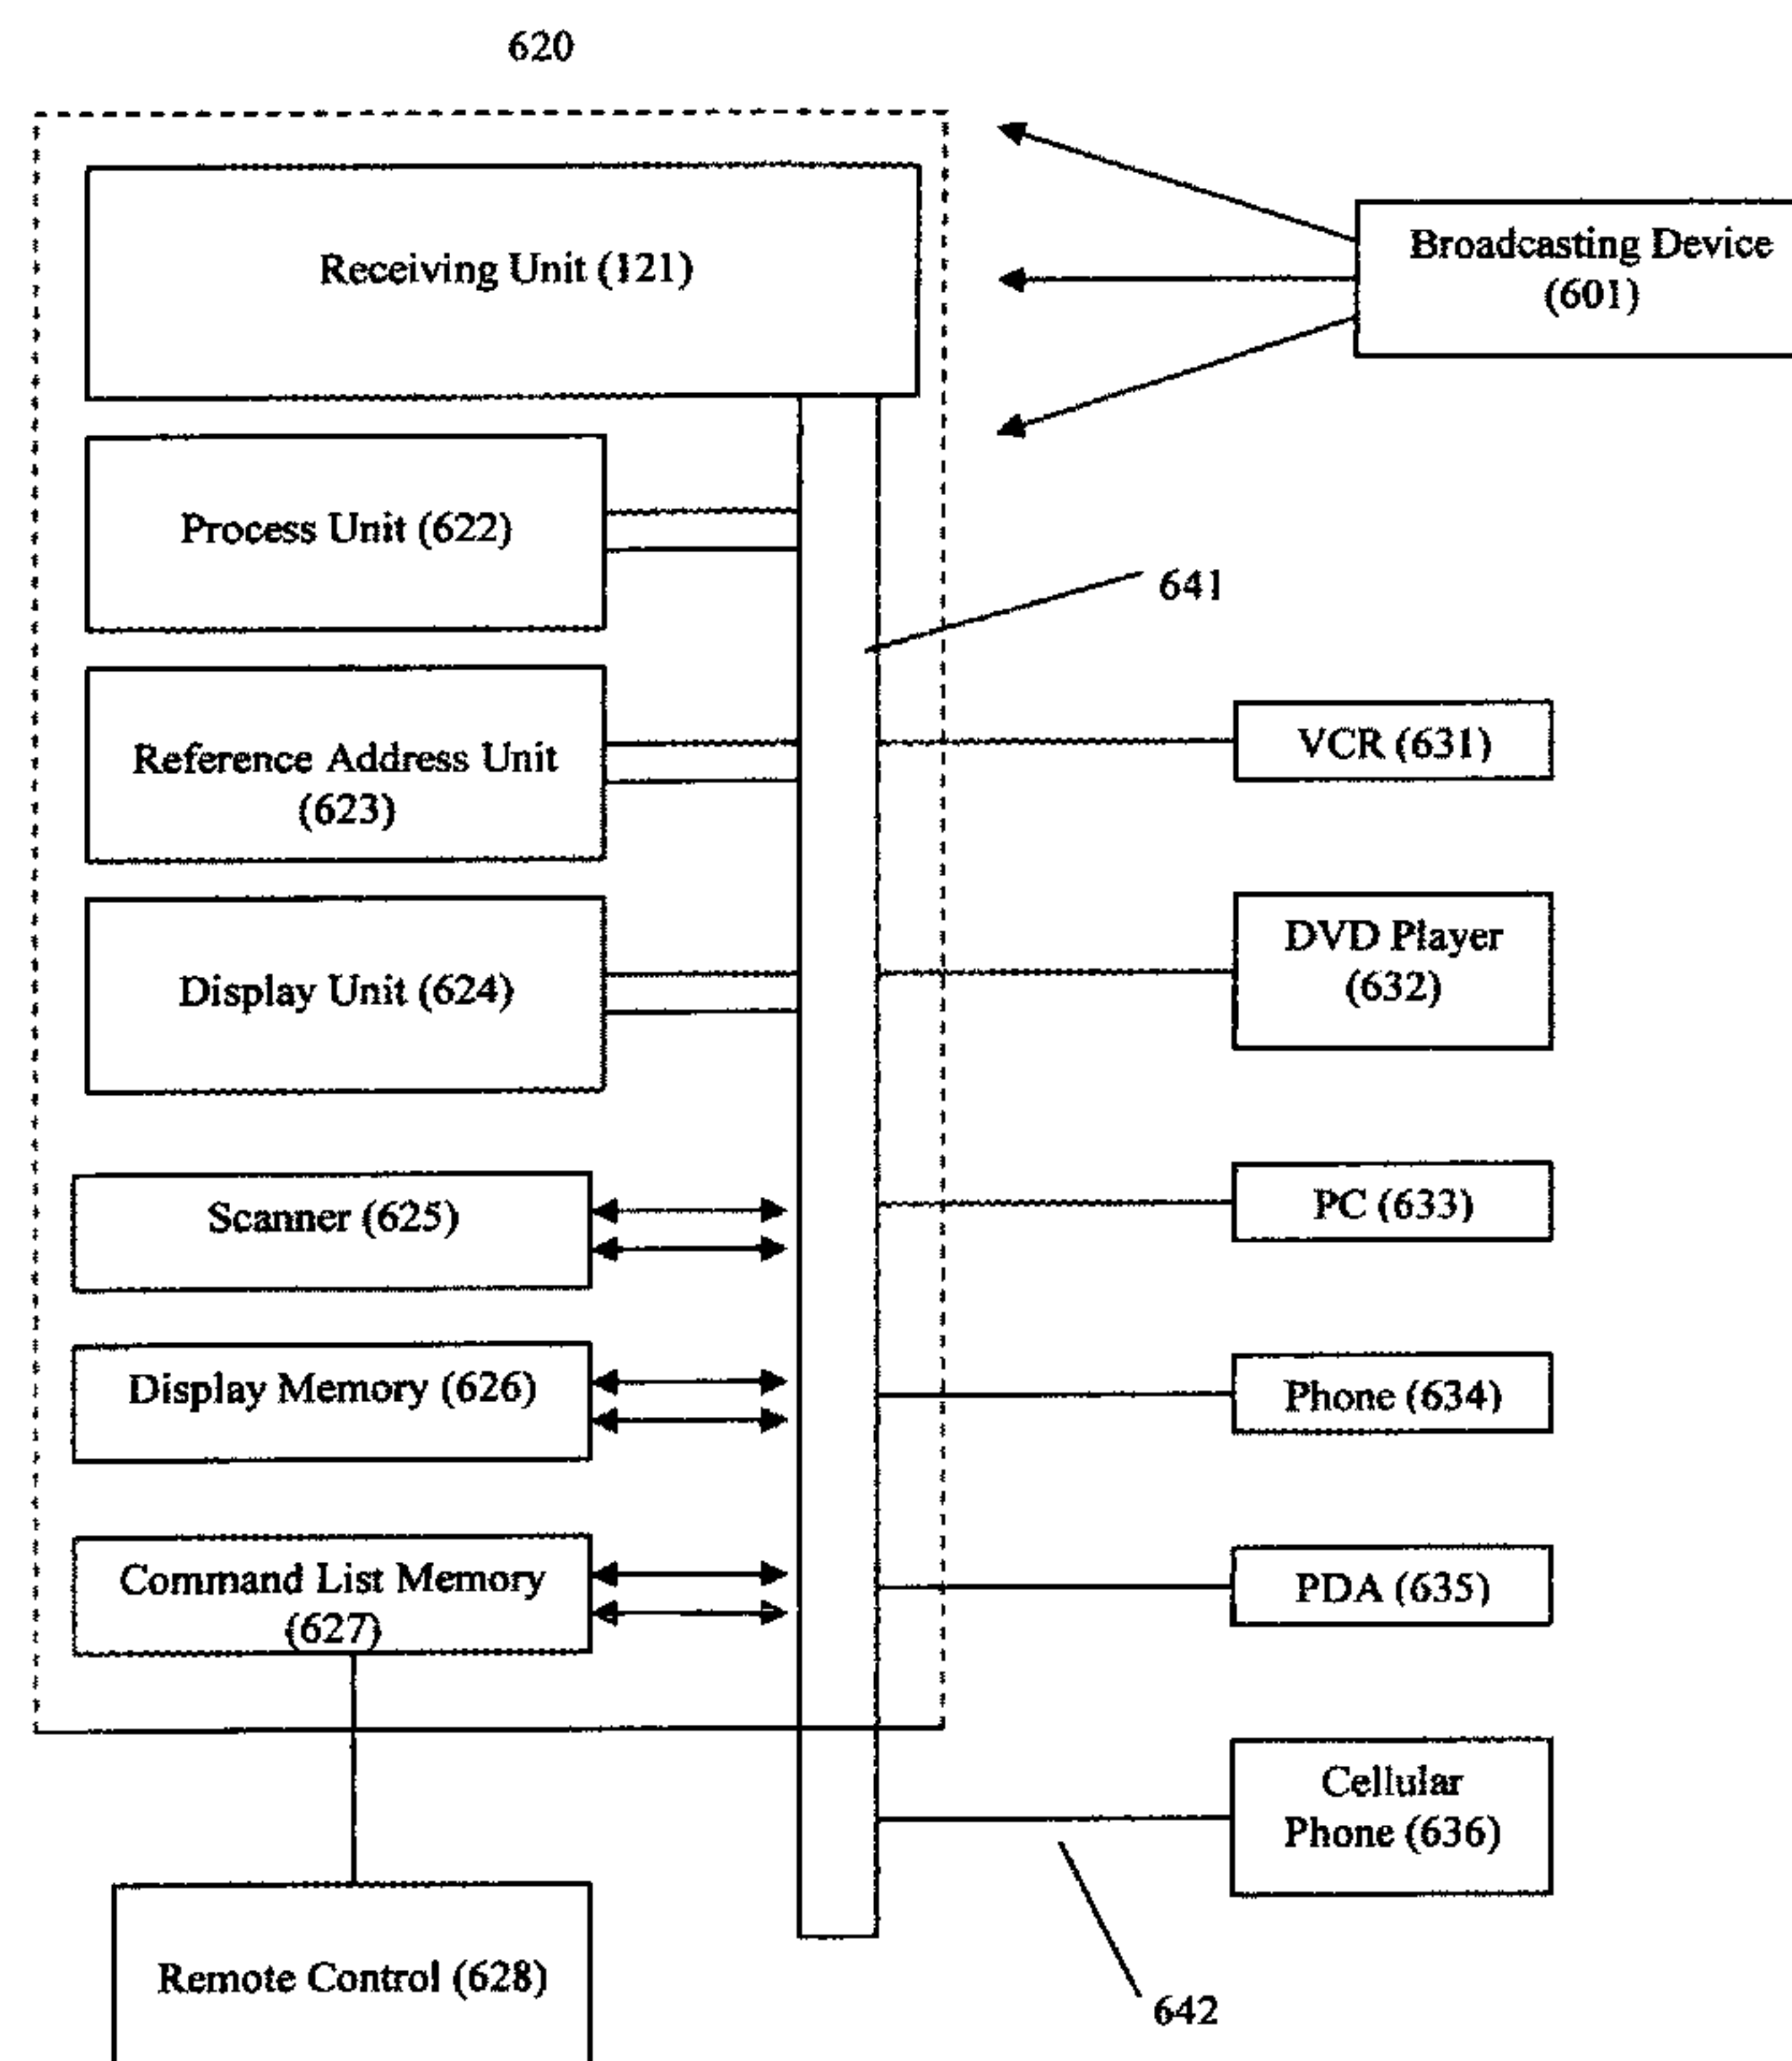 620
Receiving Unit (121)
Broadcasting Device
(601)
Process Unit (622)
641
Reference Address Unit
(623)
VCR (631)
Display Unit (624)
DVD Player
(632)
Scanner (625)
PC (633)
Display Memory (626)
Phone (634)
Command List Memory
(627)
PDA (635)
Cellular
Phone (636)
Remote Control (628)
642